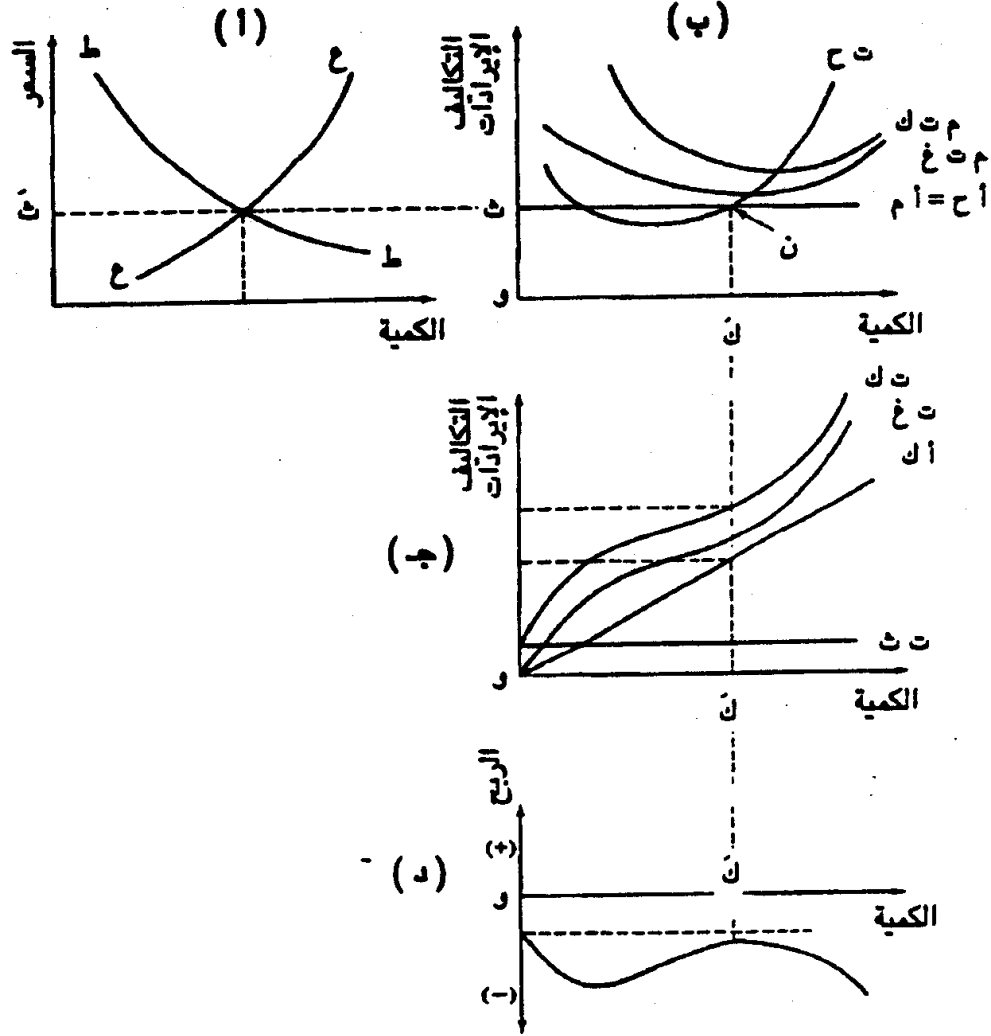 (أ)
السعر
ط
ع
ع
ط
الكمية
(ب)
التكاليف
الإيرادات
ت ح
م ت ك
م ت غ
أ ح = أ م
ن
و
كَ
الكمية
(جـ)
التكاليف
الإيرادات
ت ك
ت غ
أ ك
ت ث
و
كَ
الكمية
(د)
الربح
(+)
كَ
و
الكمية
(-)